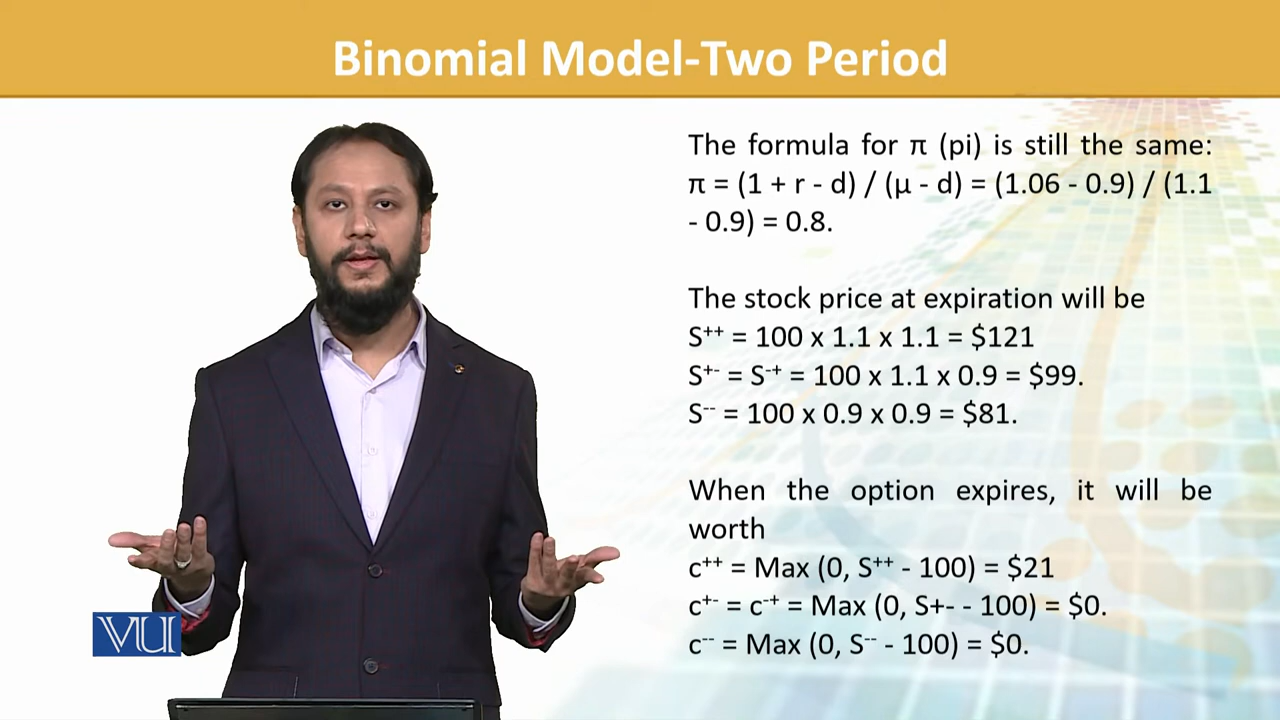 Binomial Model-Two Period
The formula for π (pi) is still the same:
π = (1 + r - d) / (µ - d) = (1.06 - 0.9) / (1.1
- 0.9) = 0.8.
The stock price at expiration will be
S⁺⁺ = 100 x 1.1 x 1.1 = $121
S⁺⁻ = S⁻⁺ = 100 x 1.1 x 0.9 = $99.
S⁻⁻ = 100 x 0.9 x 0.9 = $81.
When the option expires, it will be
worth
c⁺⁺ = Max (0, S⁺⁺ - 100) = $21
c⁺⁻ = c⁻⁺ = Max (0, S+- - 100) = $0.
c⁻⁻ = Max (0, S⁻⁻ - 100) = $0.
VU